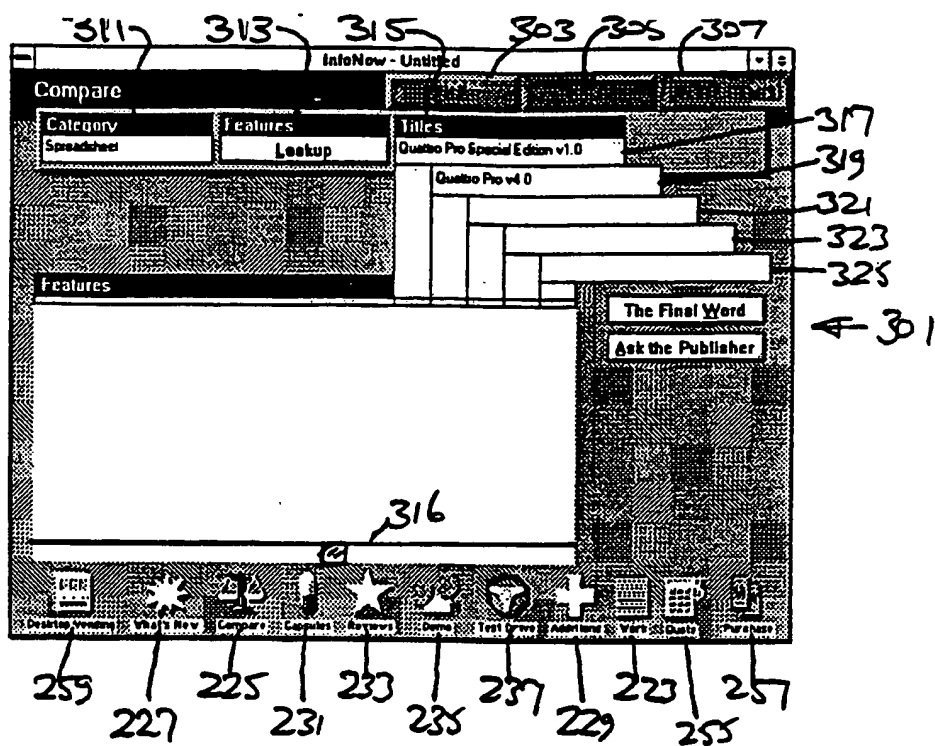 311 313 315 303 305 307
InfoNow - Untitled
Compare
Category Features Titles
Spreadsheet Lookup Quattro Pro Special Edition v1.0
317
Quattro Pro v4.0
319
321
323
325
Features
The Final Word
301
Ask the Publisher
316
Desktop Vending What's New Compare Capsules Reviews Demo Test Drive Additional Work Quote Purchase
259 225 233 237 223 257
227 231 235 229 255